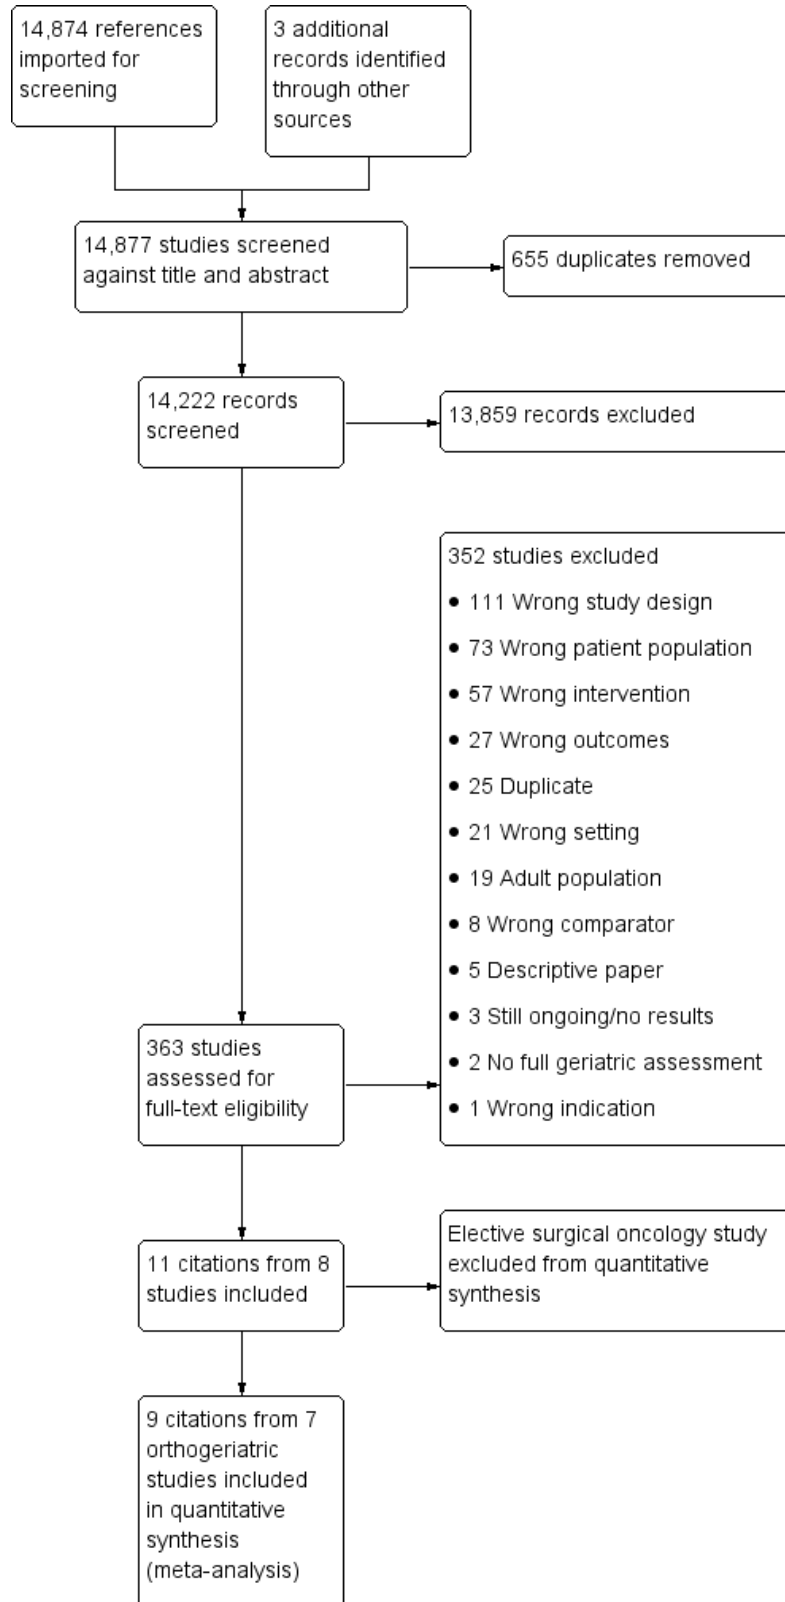 14,874 references
imported for
screening
3 additional
records identified
through other
sources
14,877 studies screened
against title and abstract
655 duplicates removed
14,222 records
screened
13,859 records excluded
352 studies excluded
● 111 Wrong study design
● 73 Wrong patient population
● 57 Wrong intervention
● 27 Wrong outcomes
● 25 Duplicate
● 21 Wrong setting
● 19 Adult population
● 8 Wrong comparator
● 5 Descriptive paper
● 3 Still ongoing/no results
● 2 No full geriatric assessment
● 1 Wrong indication
363 studies
assessed for
full-text eligibility
11 citations from 8
studies included
Elective surgical oncology study
excluded from quantitative
synthesis
9 citations from 7
orthogeriatric
studies included
in quantitative
synthesis
(meta-analysis)